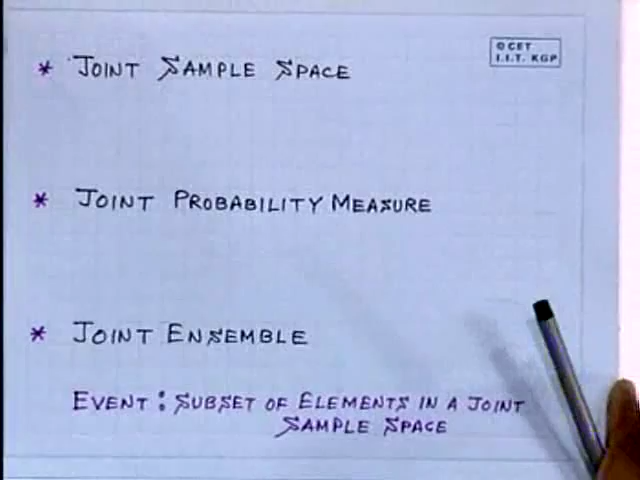 © CET
I.I.T. KGP
* JOINT SAMPLE SPACE
* JOINT PROBABILITY MEASURE
* JOINT ENSEMBLE
EVENT : SUBSET OF ELEMENTS IN A JOINT
SAMPLE SPACE